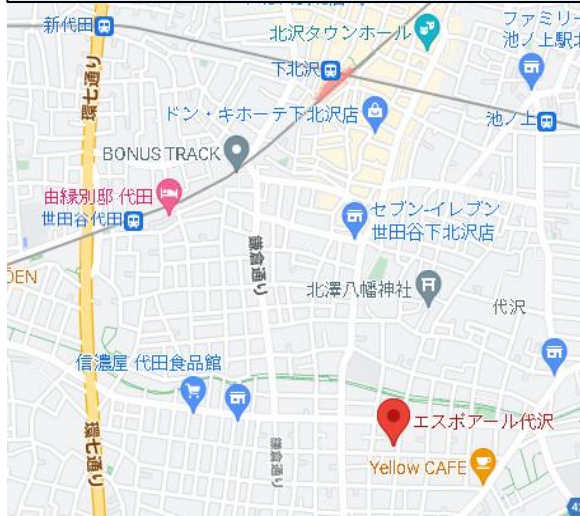 新代田
北沢タウンホール
ファミリー
池ノ上駅北
下北沢
環七通り
ドン・キホーテ下北沢店
池ノ上
BONUS TRACK
由縁別邸 代田
世田谷代田
セブン-イレブン
世田谷下北沢店
鎌倉通り
DEN
北澤八幡神社
代沢
信濃屋 代田食品館
エスポアール代沢
環七通り
鎌倉通り
Yellow CAFE